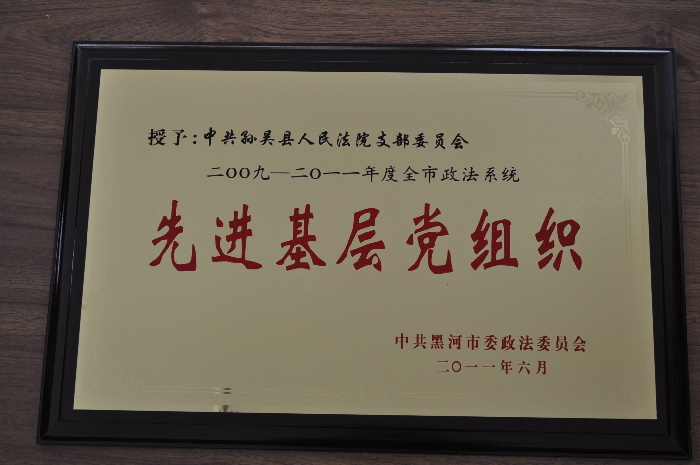 授予：中共孙吴县人民法院支部委员会
二〇〇九—二〇一一年度全市政法系统
先进基层党组织
中共黑河市委政法委员会
二〇一一年六月